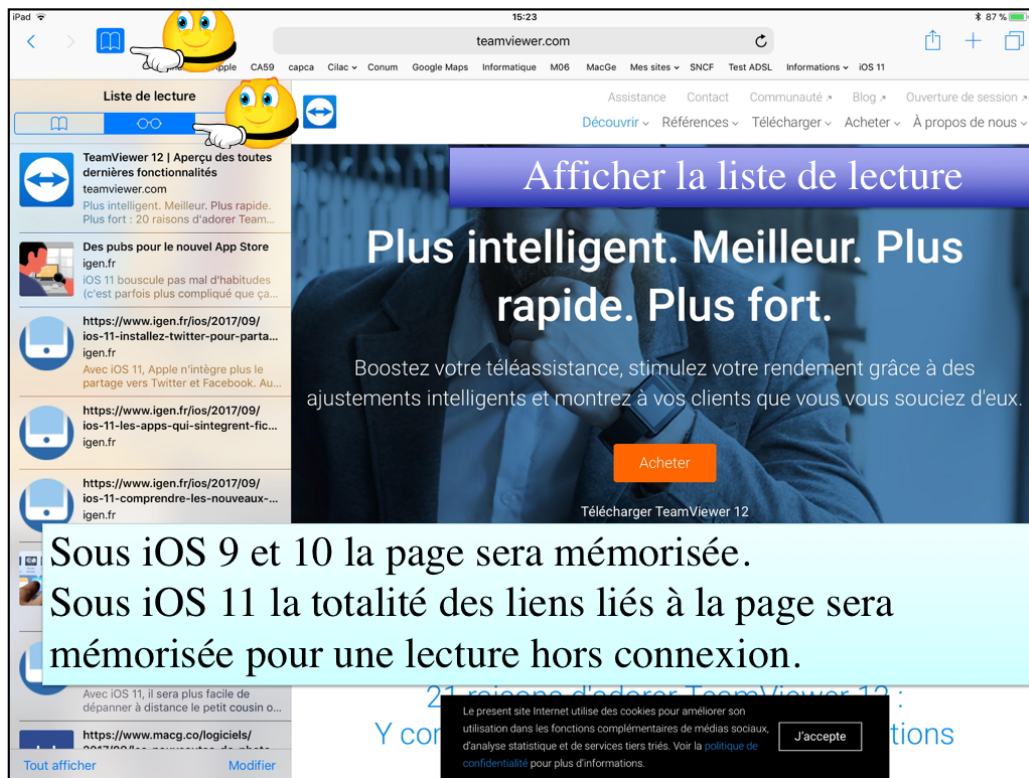 iPad 15:23 87 %
teamviewer.com
Apple CA59 capca Cilac Conum Google Maps Informatique M06 MacGe Mes sites SNCF Test ADSL Informations iOS 11
Liste de lecture
Assistance Contact Communauté Blog Ouverture de session
Découvrir Références Télécharger Acheter À propos de nous
TeamViewer 12 | Aperçu des toutes
dernières fonctionnalités
teamviewer.com
Plus intelligent. Meilleur. Plus rapide.
Plus fort : 20 raisons d'adorer Team...
Des pubs pour le nouvel App Store
igen.fr
iOS 11 bouscule pas mal d'habitudes
(c'est parfois plus compliqué que ça...
https://www.igen.fr/ios/2017/09/
ios-11-installez-twitter-pour-parta...
igen.fr
Avec iOS 11, Apple n'intègre plus le
partage vers Twitter et Facebook. Au...
https://www.igen.fr/ios/2017/09/
ios-11-les-apps-qui-sintegrent-fic...
igen.fr
https://www.igen.fr/ios/2017/09/
ios-11-comprendre-les-nouveaux-...
igen.fr
Afficher la liste de lecture
Plus intelligent. Meilleur. Plus
rapide. Plus fort.
Boostez votre téléassistance, stimulez votre rendement grâce à des
ajustements intelligents et montrez à vos clients que vous vous souciez d'eux.
Acheter
Télécharger TeamViewer 12
Sous iOS 9 et 10 la page sera mémorisée.
Sous iOS 11 la totalité des liens liés à la page sera
mémorisée pour une lecture hors connexion.
Avec iOS 11, il sera plus facile de
dépanner à distance le petit cousin o...
https://www.macg.co/logiciels/
Tout afficher Modifier
21 raisons d'adorer TeamViewer 12 :
Y con tions
Le present site Internet utilise des cookies pour améliorer son
utilisation dans les fonctions complémentaires de médias sociaux,
d'analyse statistique et de services tiers triés. Voir la politique de
confidentialité pour plus d'informations.
J'accepte